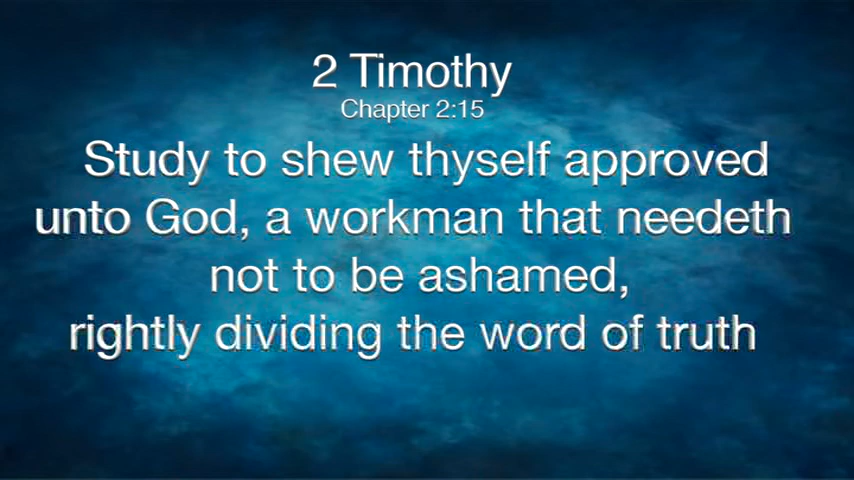 2 Timothy
Chapter 2:15
Study to shew thyself approved
unto God, a workman that needeth
not to be ashamed,
rightly dividing the word of truth